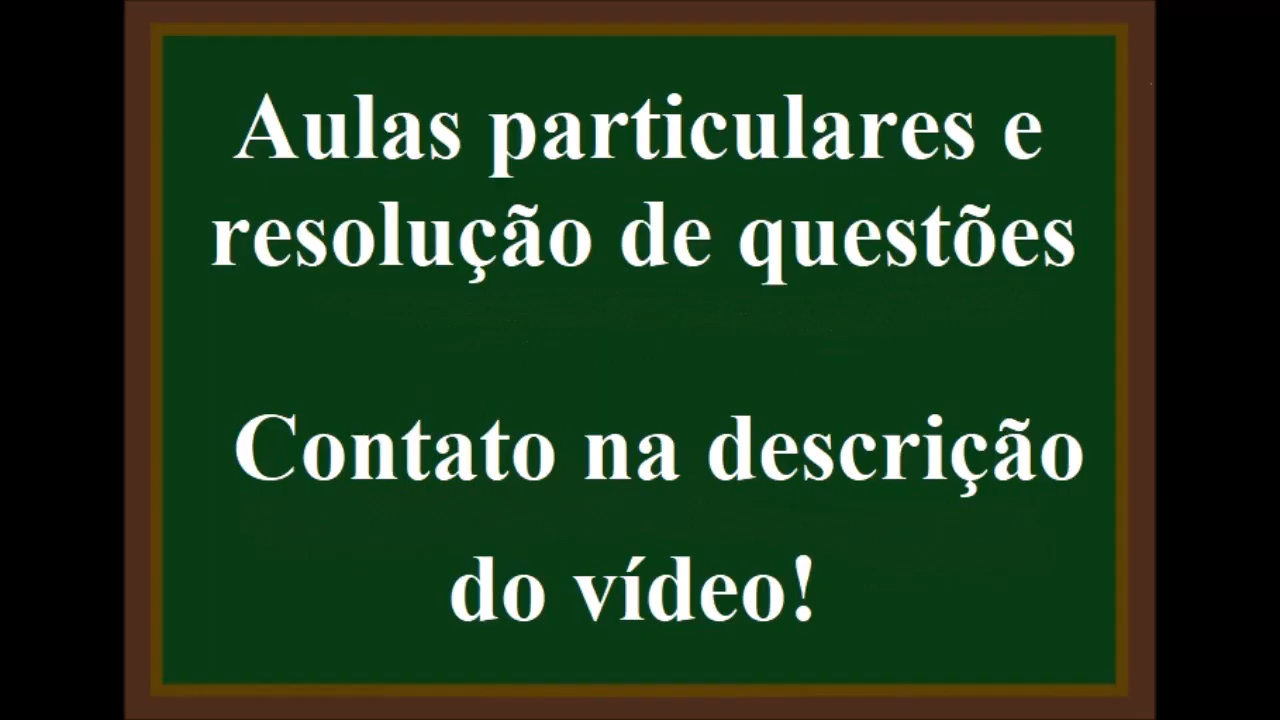 Aulas particulares e
resolução de questões
Contato na descrição
do vídeo!